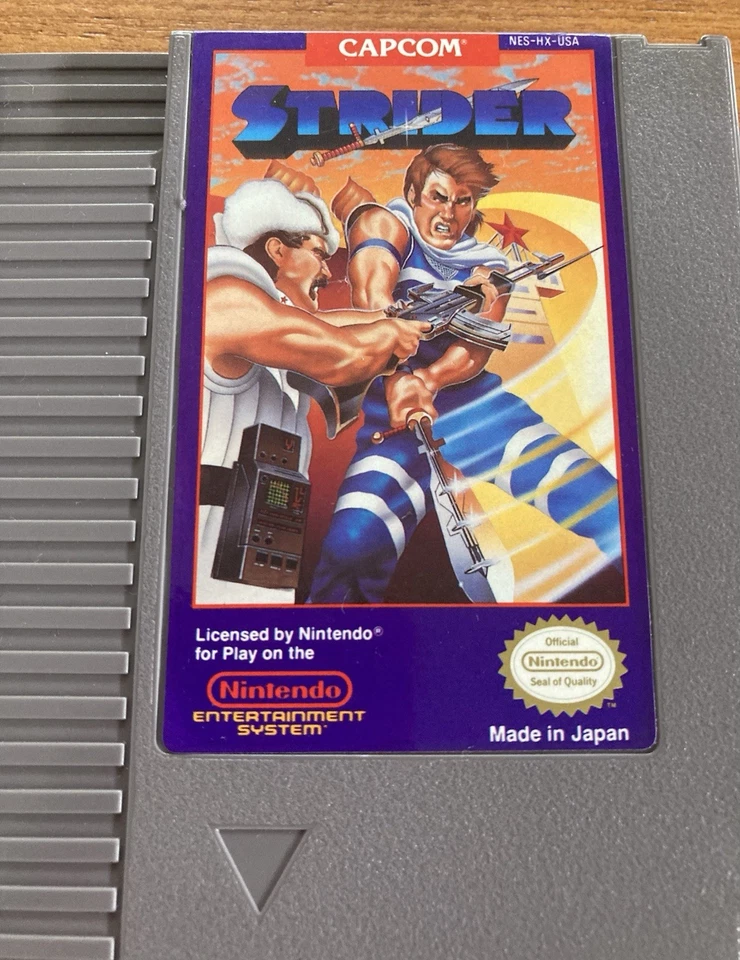 CAPCOM®
NES-HX-USA
STRIDER
Licensed by Nintendo®
for Play on the
Nintendo®
ENTERTAINMENT
SYSTEM™
Official
Nintendo
Seal of Quality
™
Made in Japan